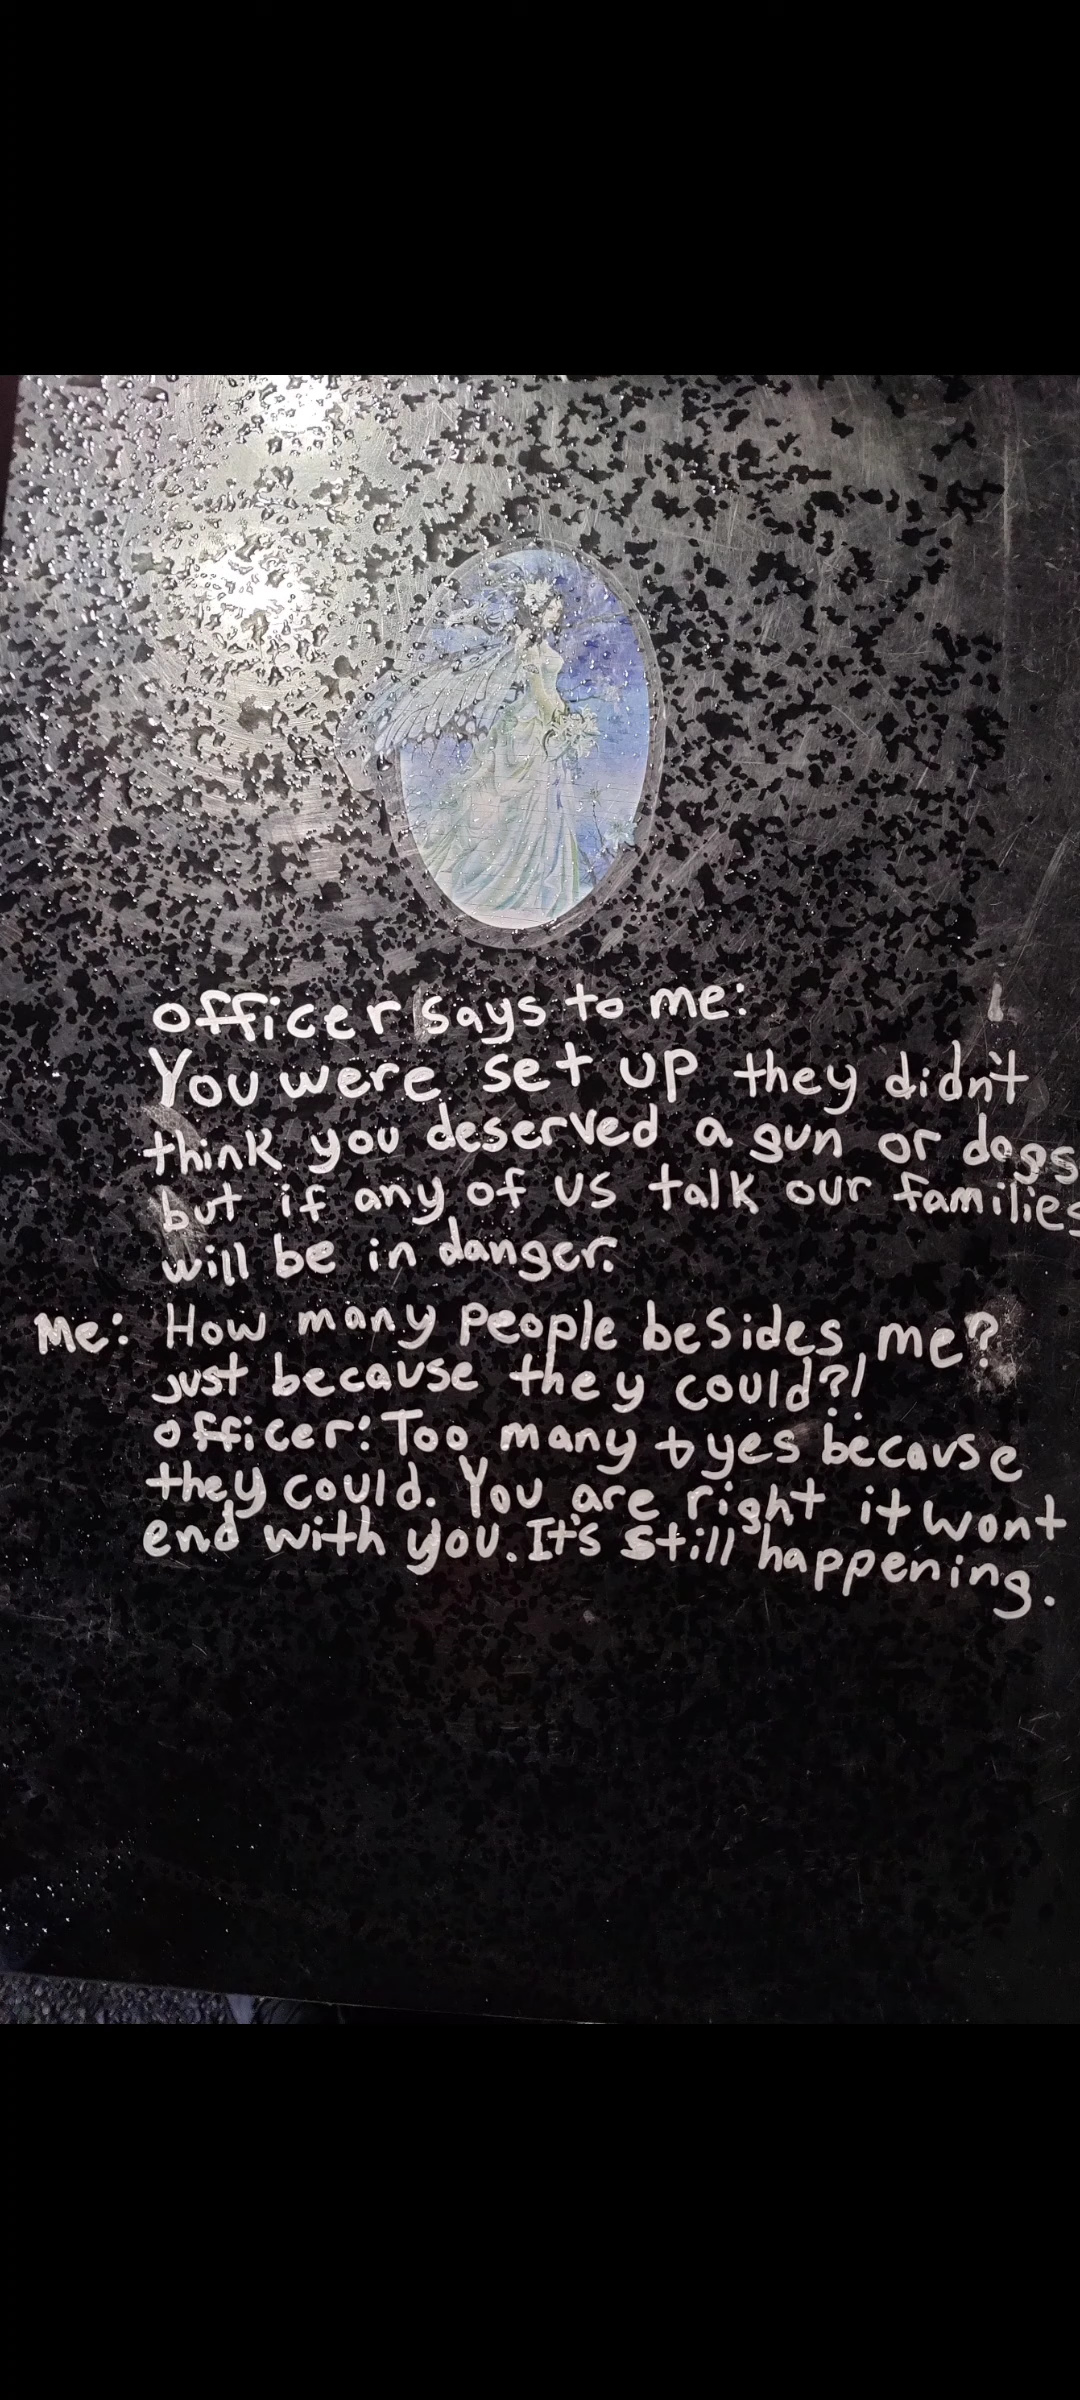 officer says to me:
You were set up they didn't
think you deserved a gun or dogs
but if any of us talk our families
will be in danger.
Me: How many people besides me?
just because they could?!
officer: Too many + yes because
they could. You are right it wont
end with you. It's still happening.